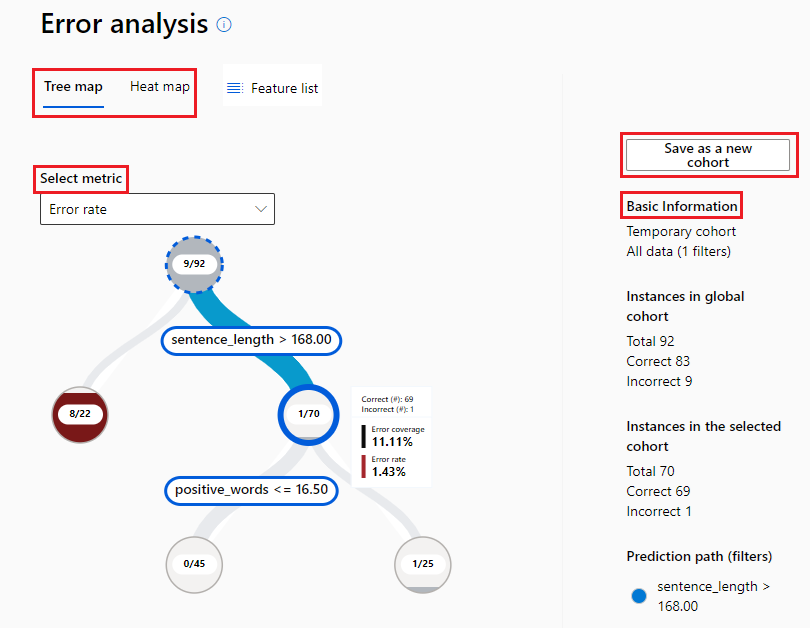 Error analysis
Tree map
Heat map
Feature list
Select metric
Error rate
9/92
sentence_length > 168.00
8/22
1/70
Correct (#): 69
Incorrect (#): 1
Error coverage
11.11%
Error rate
1.43%
positive_words <= 16.50
0/45
1/25
Save as a new
cohort
Basic Information
Temporary cohort
All data (1 filters)
Instances in global
cohort
Total 92
Correct 83
Incorrect 9
Instances in the selected
cohort
Total 70
Correct 69
Incorrect 1
Prediction path (filters)
sentence_length >
168.00